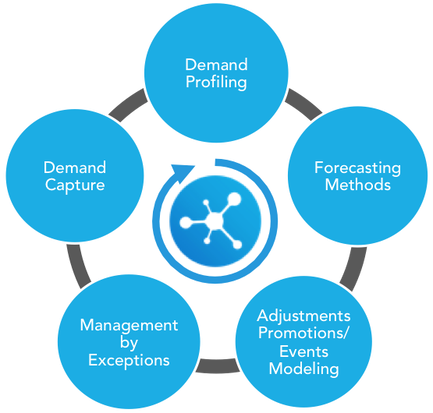 Demand
Profiling
Forecasting
Methods
Adjustments
Promotions/
Events
Modeling
Management
by
Exceptions
Demand
Capture